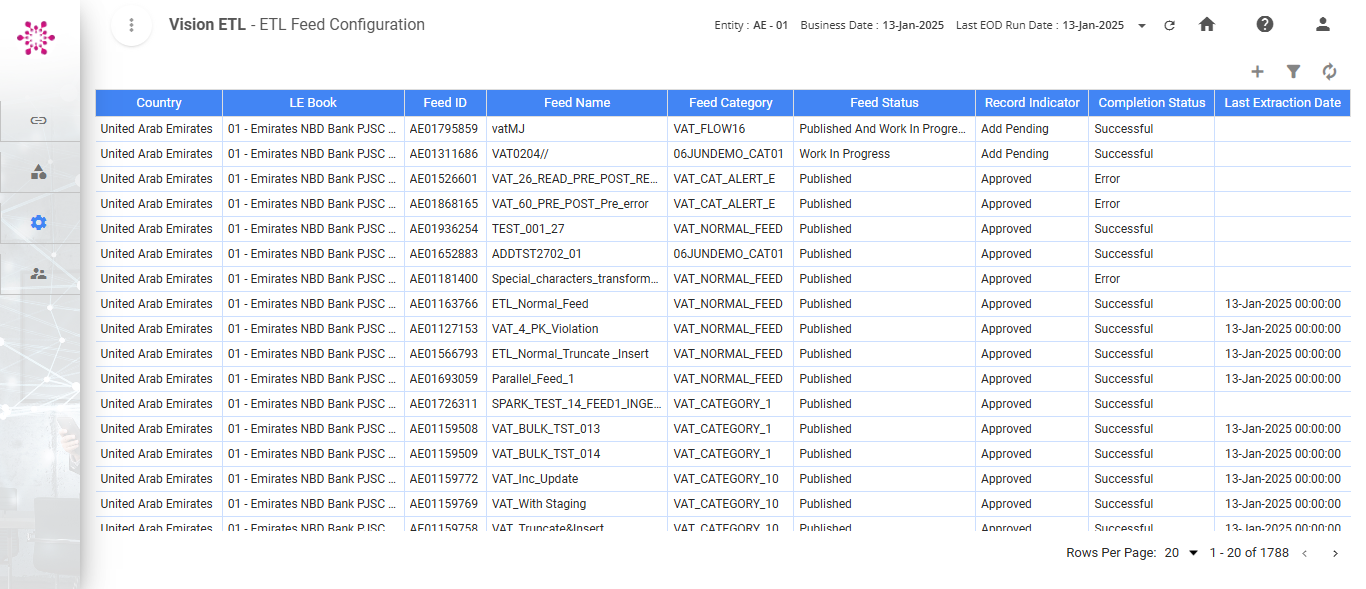 Vision ETL - ETL Feed Configuration Entity : AE - 01 Business Date : 13-Jan-2025 Last EOD Run Date : 13-Jan-2025
Country LE Book Feed ID Feed Name Feed Category Feed Status Record Indicator Completion Status Last Extraction Date
United Arab Emirates 01 - Emirates NBD Bank PJSC ... AE01795859 vatMJ VAT_FLOW16 Published And Work In Progre... Add Pending Successful
United Arab Emirates 01 - Emirates NBD Bank PJSC ... AE01311686 VAT0204// 06JUNDEMO_CAT01 Work In Progress Add Pending Successful
United Arab Emirates 01 - Emirates NBD Bank PJSC ... AE01526601 VAT_26_READ_PRE_POST_RE... VAT_CAT_ALERT_E Published Approved Error
United Arab Emirates 01 - Emirates NBD Bank PJSC ... AE01868165 VAT_60_PRE_POST_Pre_error VAT_CAT_ALERT_E Published Approved Error
United Arab Emirates 01 - Emirates NBD Bank PJSC ... AE01936254 TEST_001_27 VAT_NORMAL_FEED Published Approved Successful
United Arab Emirates 01 - Emirates NBD Bank PJSC ... AE01652883 ADDTST2702_01 06JUNDEMO_CAT01 Published Approved Successful
United Arab Emirates 01 - Emirates NBD Bank PJSC ... AE01181400 Special_characters_transform... VAT_NORMAL_FEED Published Approved Error
United Arab Emirates 01 - Emirates NBD Bank PJSC ... AE01163766 ETL_Normal_Feed VAT_NORMAL_FEED Published Approved Successful 13-Jan-2025 00:00:00
United Arab Emirates 01 - Emirates NBD Bank PJSC ... AE01127153 VAT_4_PK_Violation VAT_NORMAL_FEED Published Approved Successful 13-Jan-2025 00:00:00
United Arab Emirates 01 - Emirates NBD Bank PJSC ... AE01566793 ETL_Normal_Truncate _Insert VAT_NORMAL_FEED Published Approved Successful 13-Jan-2025 00:00:00
United Arab Emirates 01 - Emirates NBD Bank PJSC ... AE01693059 Parallel_Feed_1 VAT_NORMAL_FEED Published Approved Successful 13-Jan-2025 00:00:00
United Arab Emirates 01 - Emirates NBD Bank PJSC ... AE01726311 SPARK_TEST_14_FEED1_INGE... VAT_CATEGORY_1 Published Approved Successful
United Arab Emirates 01 - Emirates NBD Bank PJSC ... AE01159508 VAT_BULK_TST_013 VAT_CATEGORY_1 Published Approved Successful 13-Jan-2025 00:00:00
United Arab Emirates 01 - Emirates NBD Bank PJSC ... AE01159509 VAT_BULK_TST_014 VAT_CATEGORY_1 Published Approved Successful 13-Jan-2025 00:00:00
United Arab Emirates 01 - Emirates NBD Bank PJSC ... AE01159772 VAT_Inc_Update VAT_CATEGORY_10 Published Approved Successful 13-Jan-2025 00:00:00
United Arab Emirates 01 - Emirates NBD Bank PJSC ... AE01159769 VAT_With Staging VAT_CATEGORY_10 Published Approved Successful 13-Jan-2025 00:00:00
United Arab Emirates 01 - Emirates NBD Bank PJSC ... AE01159758 VAT_Truncate&Insert VAT_CATEGORY_10 Published Approved Successful 13-Jan-2025 00:00:00
Rows Per Page: 20 1 - 20 of 1788